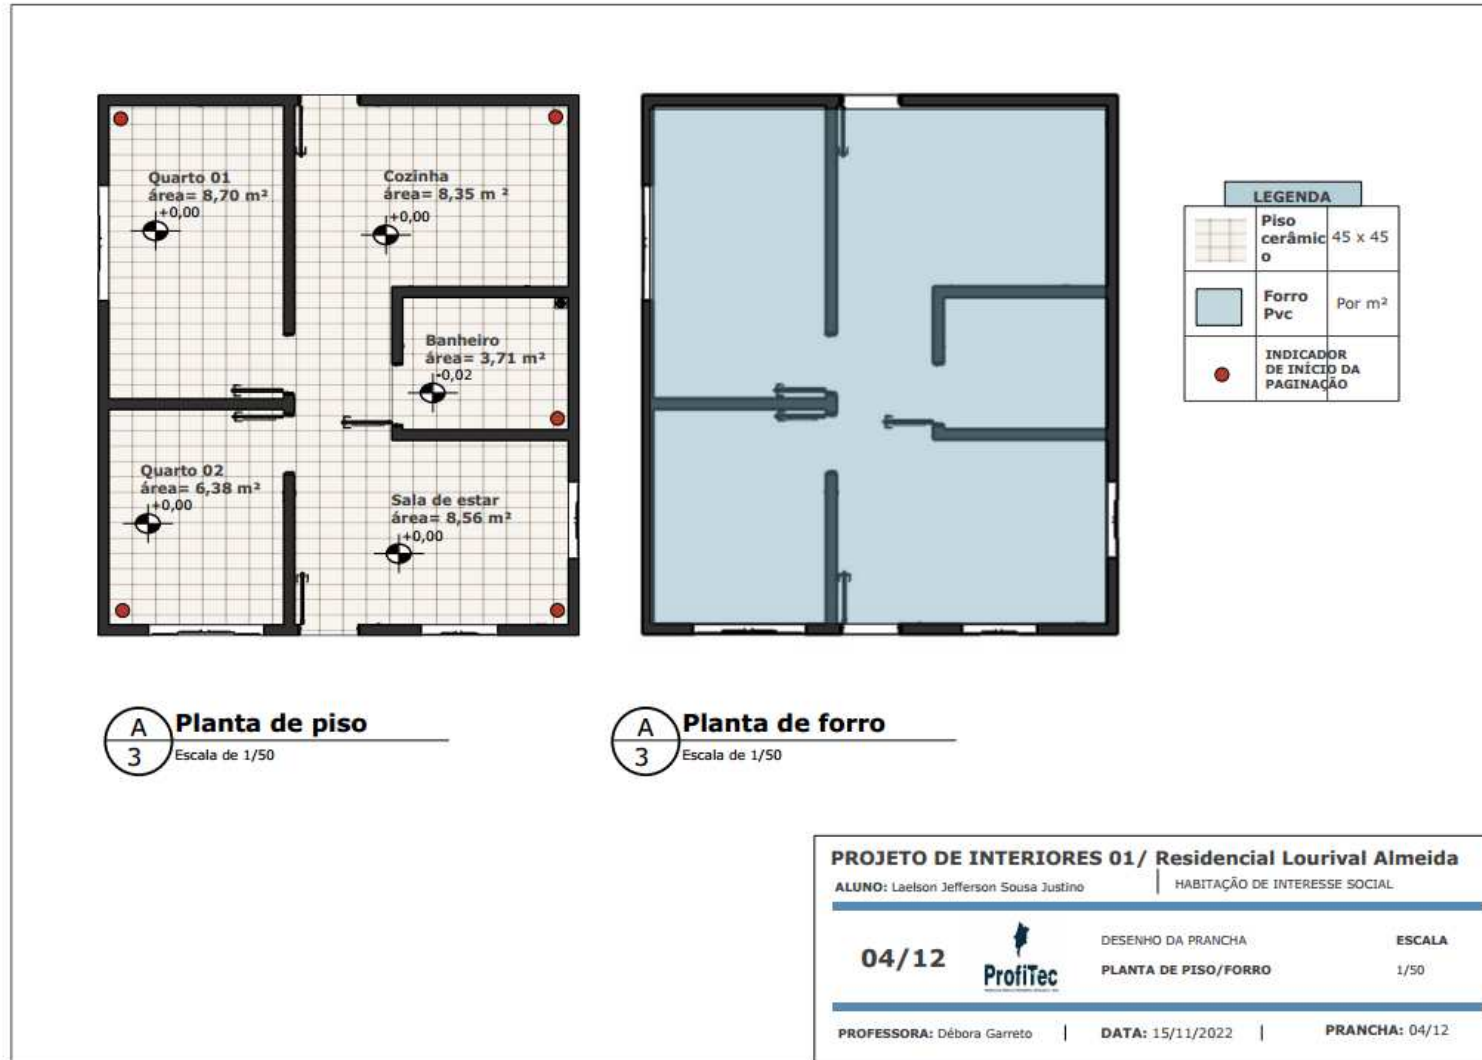 Quarto 01
área= 8,70 m²
+0,00
Cozinha
área= 8,35 m ²
+0,00
Banheiro
área= 3,71 m²
-0,02
Quarto 02
área= 6,38 m²
+0,00
Sala de estar
área= 8,56 m²
+0,00
LEGENDA
Piso
cerâmic
o
45 x 45
Forro
Pvc
Por m²
INDICADOR
DE INÍCIO DA
PAGINAÇÃO
A
3
Planta de piso
Escala de 1/50
A
3
Planta de forro
Escala de 1/50
PROJETO DE INTERIORES 01/ Residencial Lourival Almeida
ALUNO: Laelson Jefferson Sousa Justino
HABITAÇÃO DE INTERESSE SOCIAL
04/12
ProfiTec
DESENHO DA PRANCHA
PLANTA DE PISO/FORRO
ESCALA
1/50
PROFESSORA: Débora Garreto
DATA: 15/11/2022
PRANCHA: 04/12